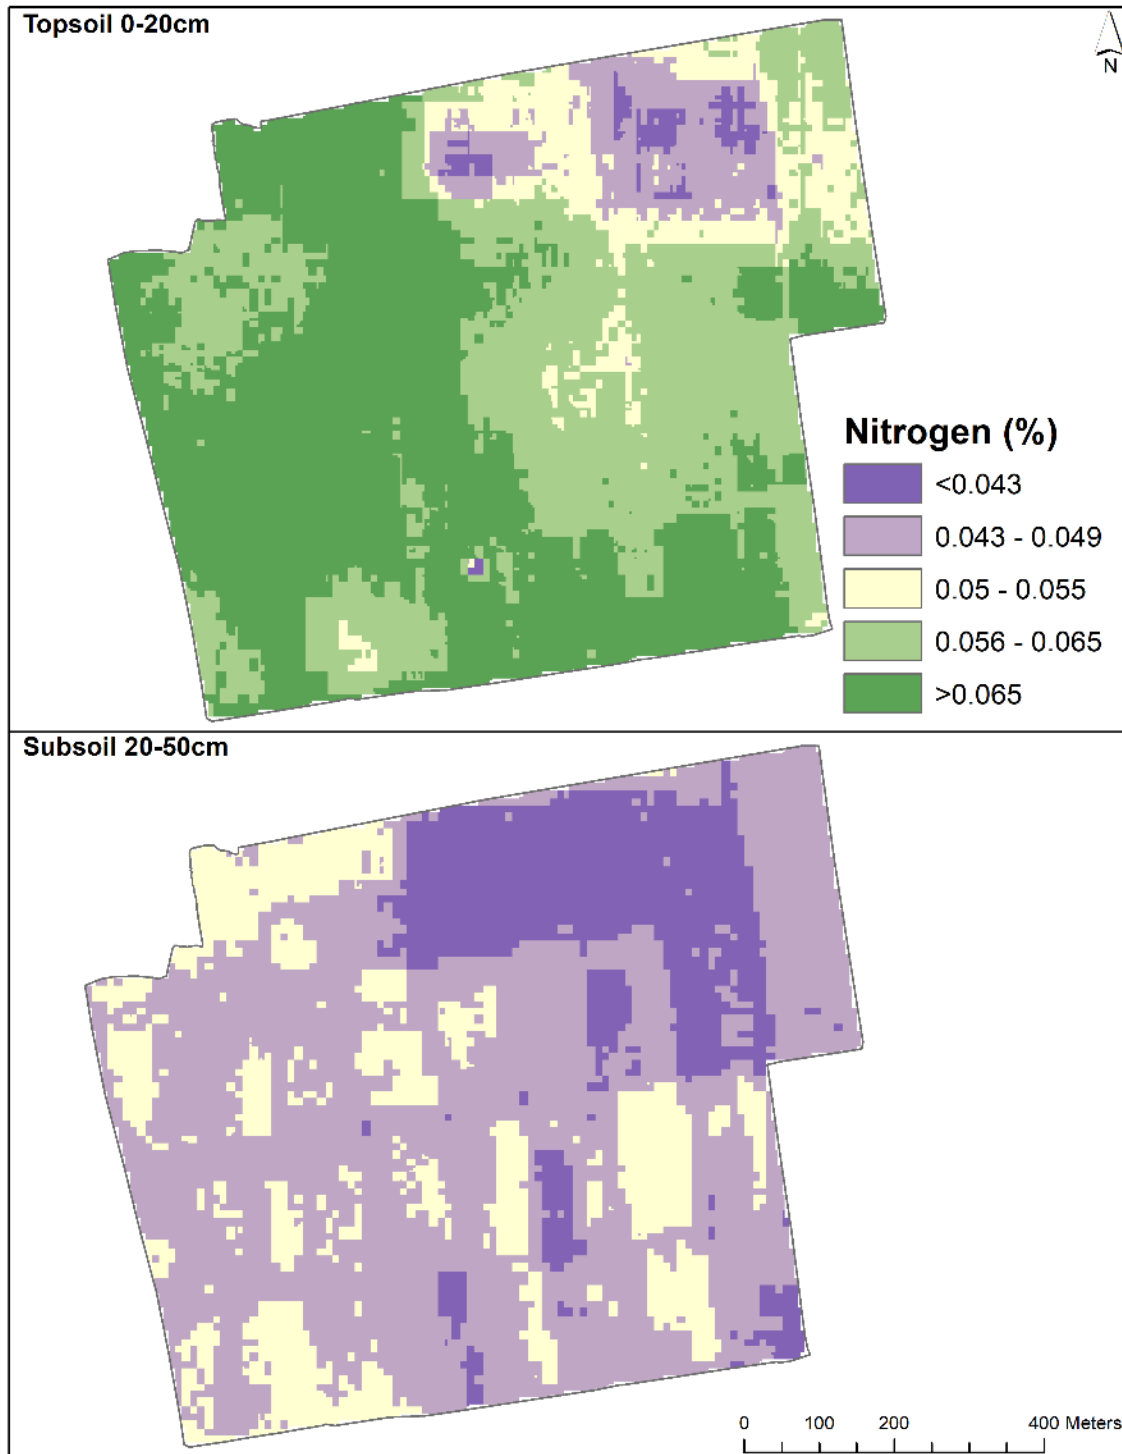 Topsoil 0-20cm
N
Nitrogen (%)
<0.043
0.043 - 0.049
0.05 - 0.055
0.056 - 0.065
>0.065
Subsoil 20-50cm
0 100 200 400 Meters